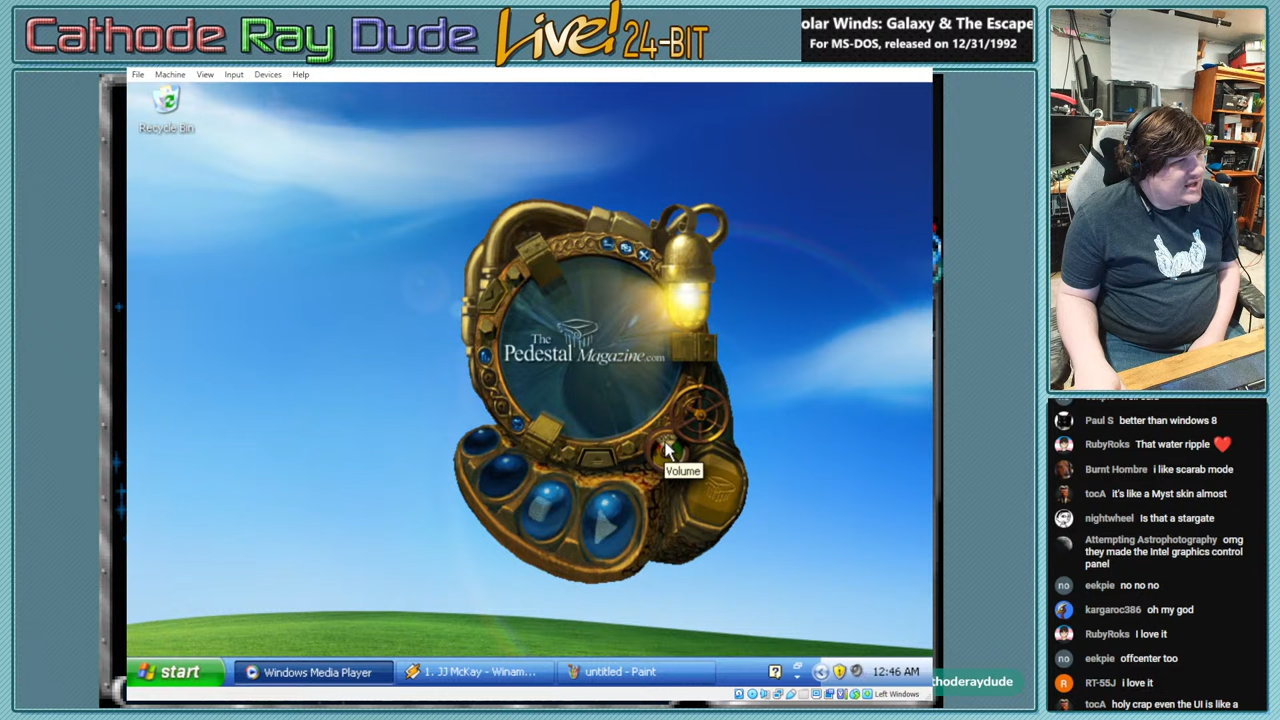 Cathode Ray Dude Live! 24-BIT
olar Winds: Galaxy & The Escape
For MS-DOS, released on 12/31/1992
File Machine View Input Devices Help
Recycle Bin
The
Pedestal Magazine.com
Volume
start
Windows Media Player
1. JJ McKay - Winam...
untitled - Paint
12:46 AM
Left Windows
thoderaydude
Paul S better than windows 8
RubyRoks That water ripple
Burnt Hombre i like scarab mode
tocA it's like a Myst skin almost
nightwheel Is that a stargate
Attempting Astrophotography omg
they made the Intel graphics control
panel
no eekpie no no no
kargaroc386 oh my god
RubyRoks I love it
no eekpie offcenter too
R RT-55J i love it
tocA holy crap even the UI is like a